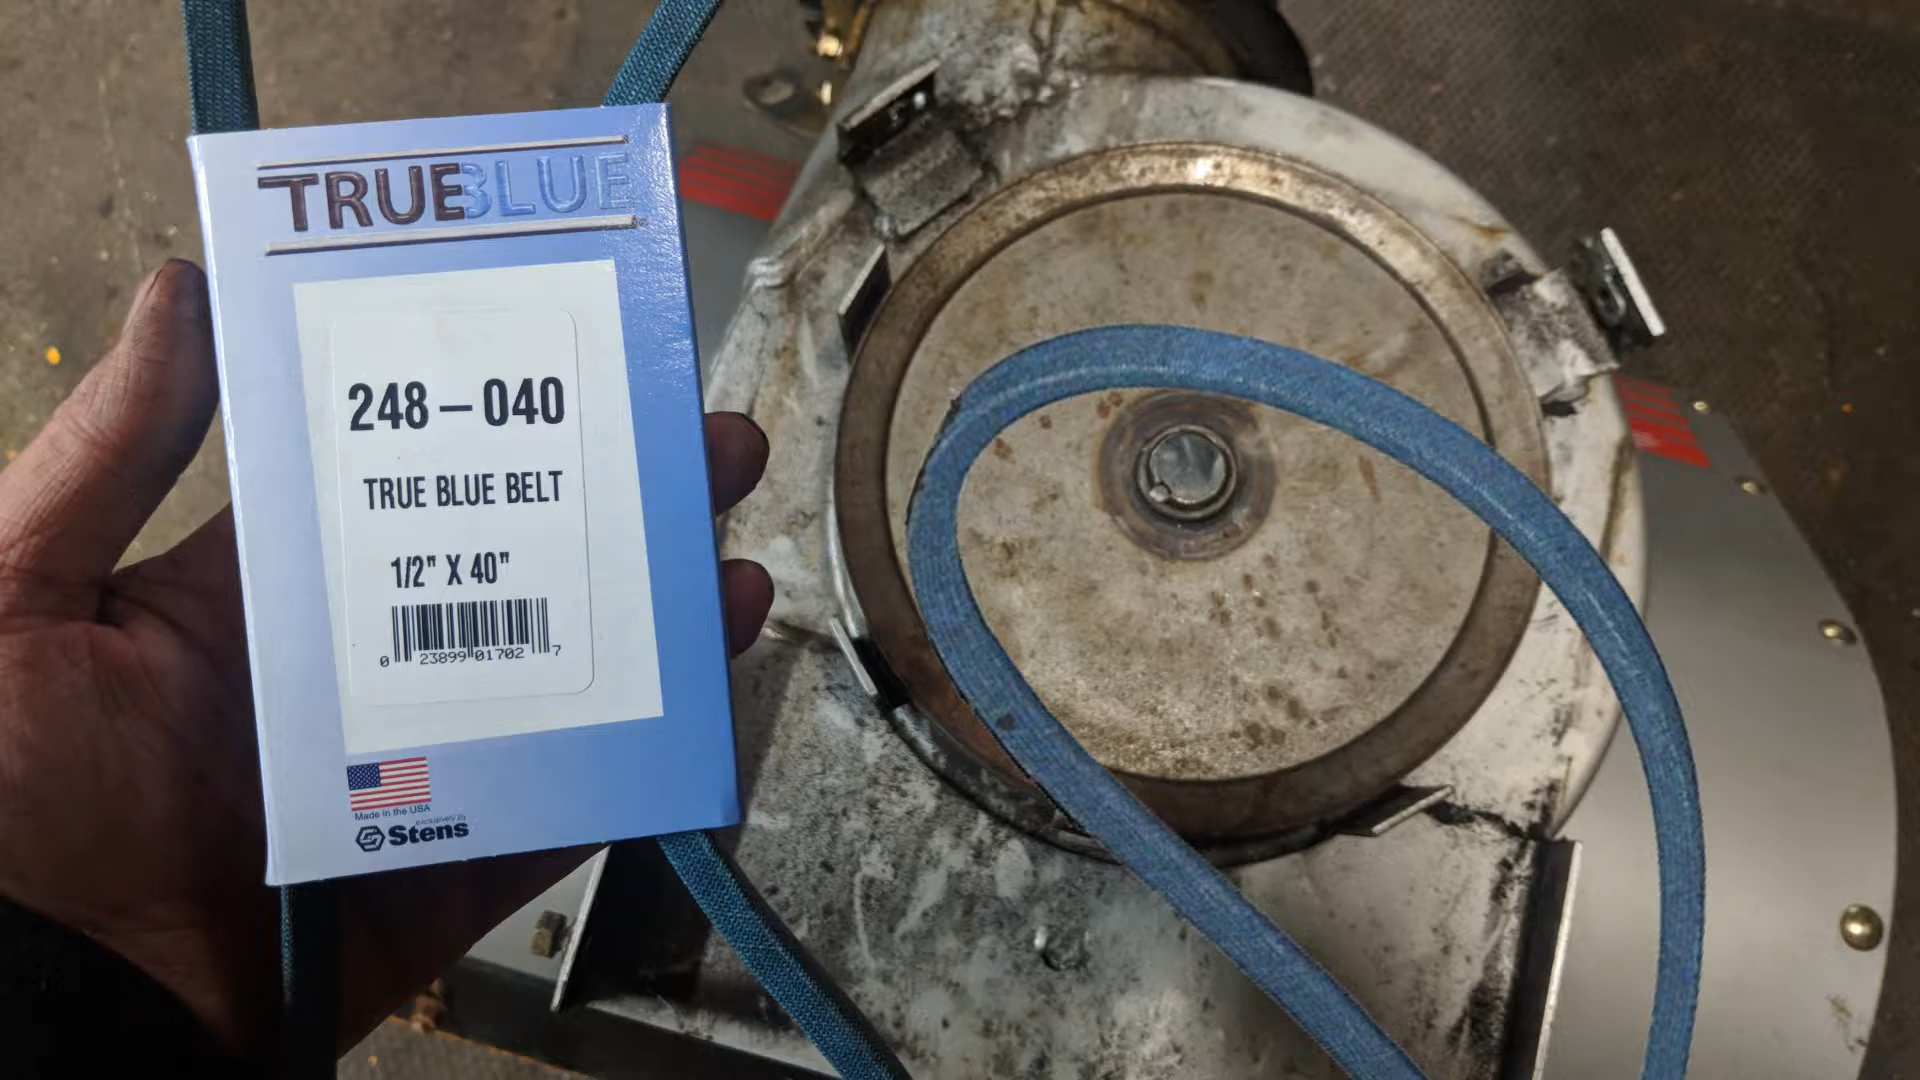 TRUEBLUE
248-040
TRUE BLUE BELT
1/2" X 40"
0 23899 01702 7
Made in the USA
exclusively by
Stens